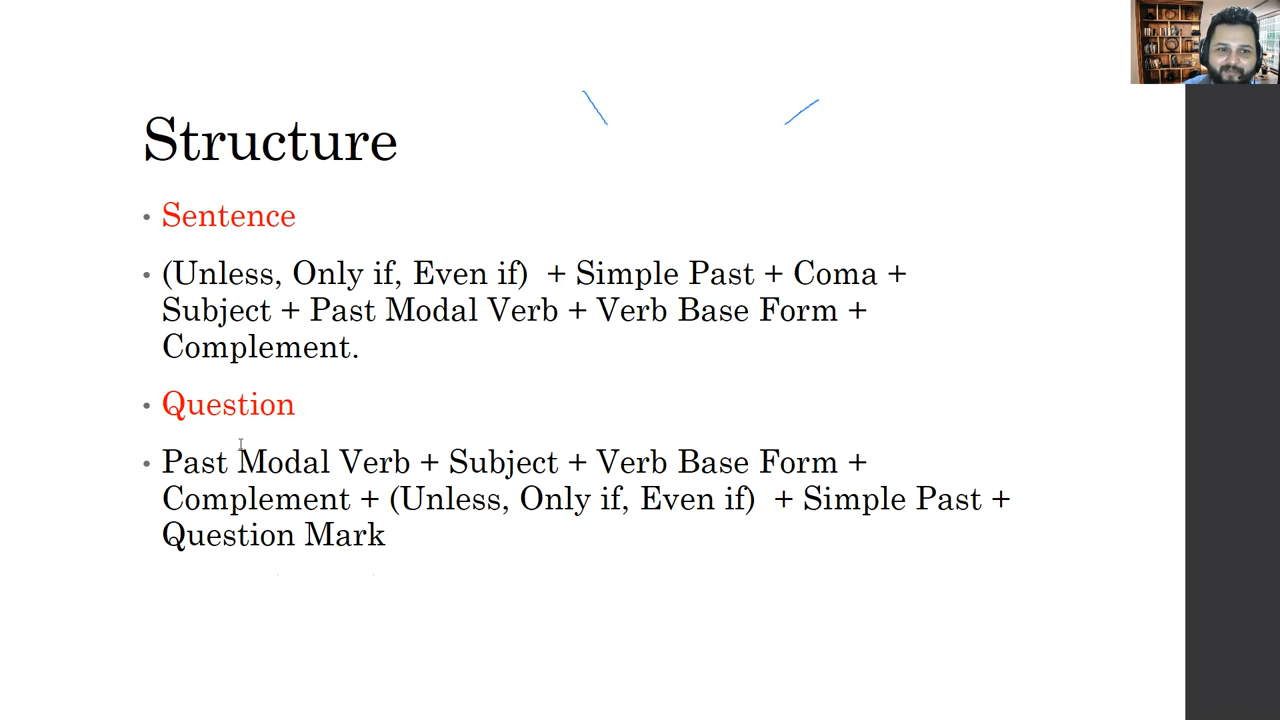 Structure
• Sentence
• (Unless, Only if, Even if) + Simple Past + Coma +
Subject + Past Modal Verb + Verb Base Form +
Complement.
• Question
• Past Modal Verb + Subject + Verb Base Form +
Complement + (Unless, Only if, Even if) + Simple Past +
Question Mark